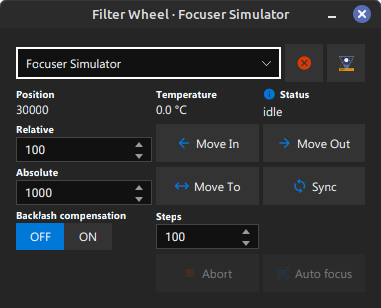 Filter Wheel · Focuser Simulator
Focuser Simulator
Position
30000
Temperature
0.0 °C
Status
idle
Relative
100
Move In
Move Out
Absolute
1000
Move To
Sync
Backlash compensation
OFF
ON
Steps
100
Abort
Auto focus